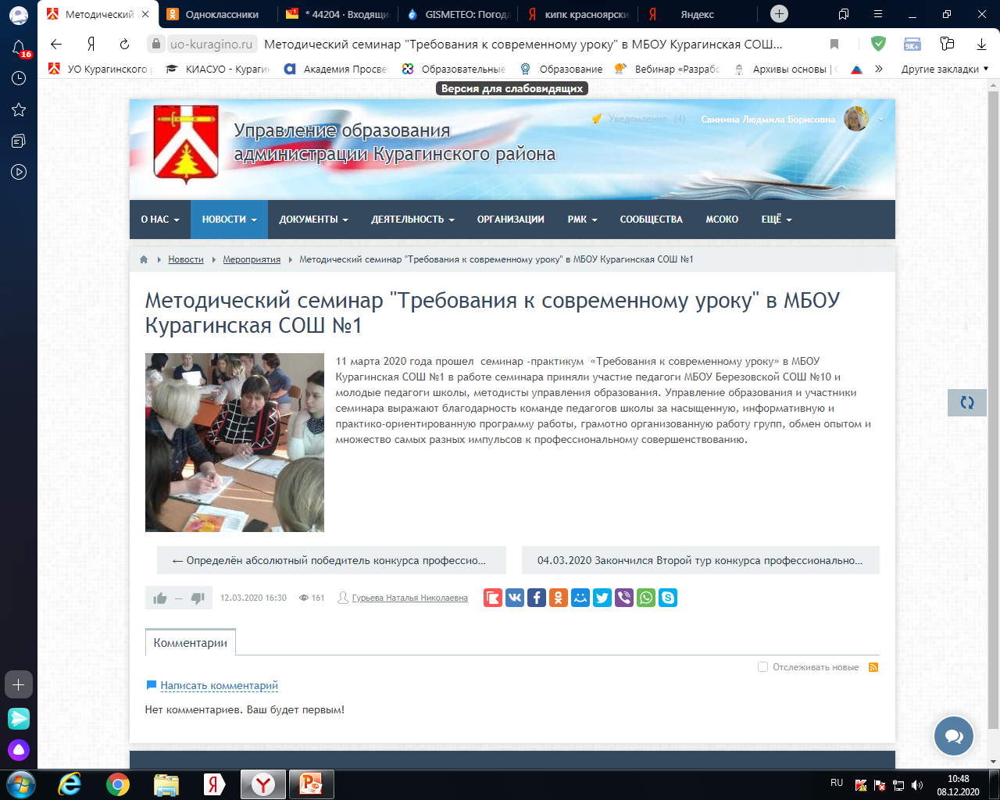 Методический
Одноклассники
* 44204 · Входящи
GISMETEO: Погода
кипк красноярски
Яндекс
uo-kuragino.ru Методический семинар "Требования к современному уроку" в МБОУ Курагинская СОШ...
16
9K+
УО Курагинского р
КИАСУО - Курагин
Академия Просве
Образовательные
Образование
Вебинар «Разрабо
Архивы основы | С
Другие закладки
Версия для слабовидящих
Управление образования
администрации Курагинского района
Уведомления (4)
Свинина Людмила Борисовна
О НАС
НОВОСТИ
ДОКУМЕНТЫ
ДЕЯТЕЛЬНОСТЬ
ОРГАНИЗАЦИИ
РМК
СООБЩЕСТВА
МСОКО
ЕЩЁ
Новости
Мероприятия
Методический семинар "Требования к современному уроку" в МБОУ Курагинская СОШ №1
Методический семинар "Требования к современному уроку" в МБОУ
Курагинская СОШ №1
11 марта 2020 года прошел семинар -практикум «Требования к современному уроку» в МБОУ
Курагинская СОШ №1 в работе семинара приняли участие педагоги МБОУ Березовской СОШ №10 и
молодые педагоги школы, методисты управления образования. Управление образования и участники
семинара выражают благодарность команде педагогов школы за насыщенную, информативную и
практико-ориентированную программу работы, грамотно организованную работу групп, обмен опытом и
множество самых разных импульсов к профессиональному совершенствованию.
← Определён абсолютный победитель конкурса профессио...
04.03.2020 Закончился Второй тур конкурса профессионально...
—
12.03.2020 16:30
161
Гурьева Наталья Николаевна
Комментарии
Отслеживать новые
Написать комментарий
Нет комментариев. Ваш будет первым!
RU
10:48
08.12.2020